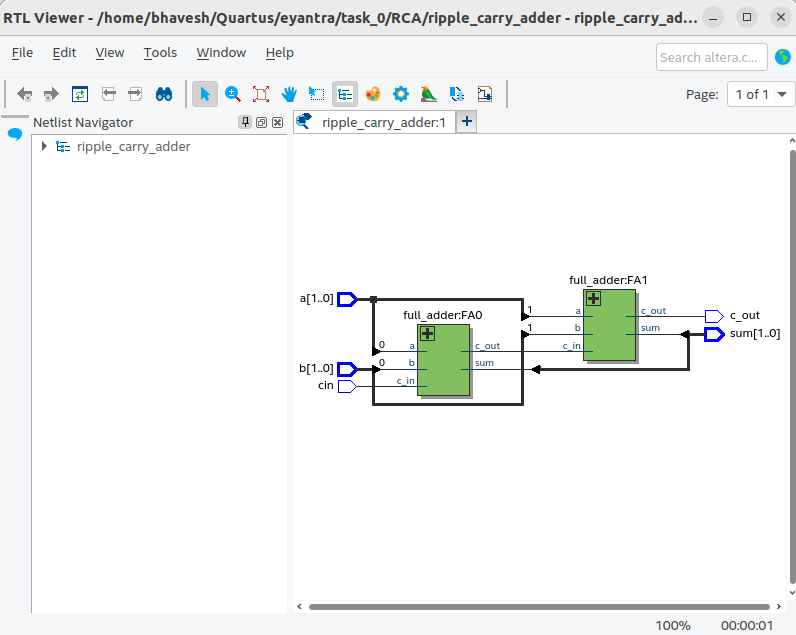 RTL Viewer - /home/bhavesh/Quartus/eyantra/task_0/RCA/ripple_carry_adder - ripple_carry_ad...
File Edit View Tools Window Help
Search altera.c...
Page: 1 of 1
Netlist Navigator
ripple_carry_adder:1
ripple_carry_adder
full_adder:FA1
a[1..0]
full_adder:FA0
1 a c_out c_out
1 b sum sum[1..0]
0 a c_out c_in
b[1..0] 0 b sum
cin c_in
100% 00:00:01